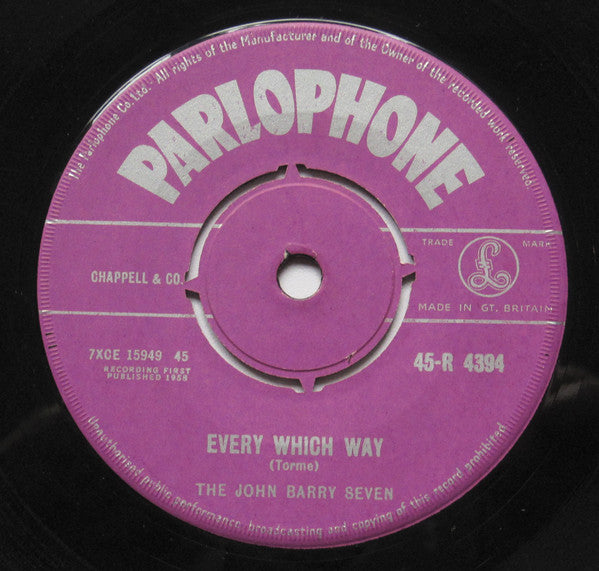 The Parlophone Co. Ltd. All rights of the Manufacturer and of the Owner of the recorded work reserved.
PARLOPHONE
TRADE MARK
£
CHAPPELL & CO.
MADE IN GT. BRITAIN
7XCE 15949 45
45-R 4394
RECORDING FIRST
PUBLISHED 1958
EVERY WHICH WAY
(Torme)
THE JOHN BARRY SEVEN
Unauthorised public performance, broadcasting and copying of this record prohibited.